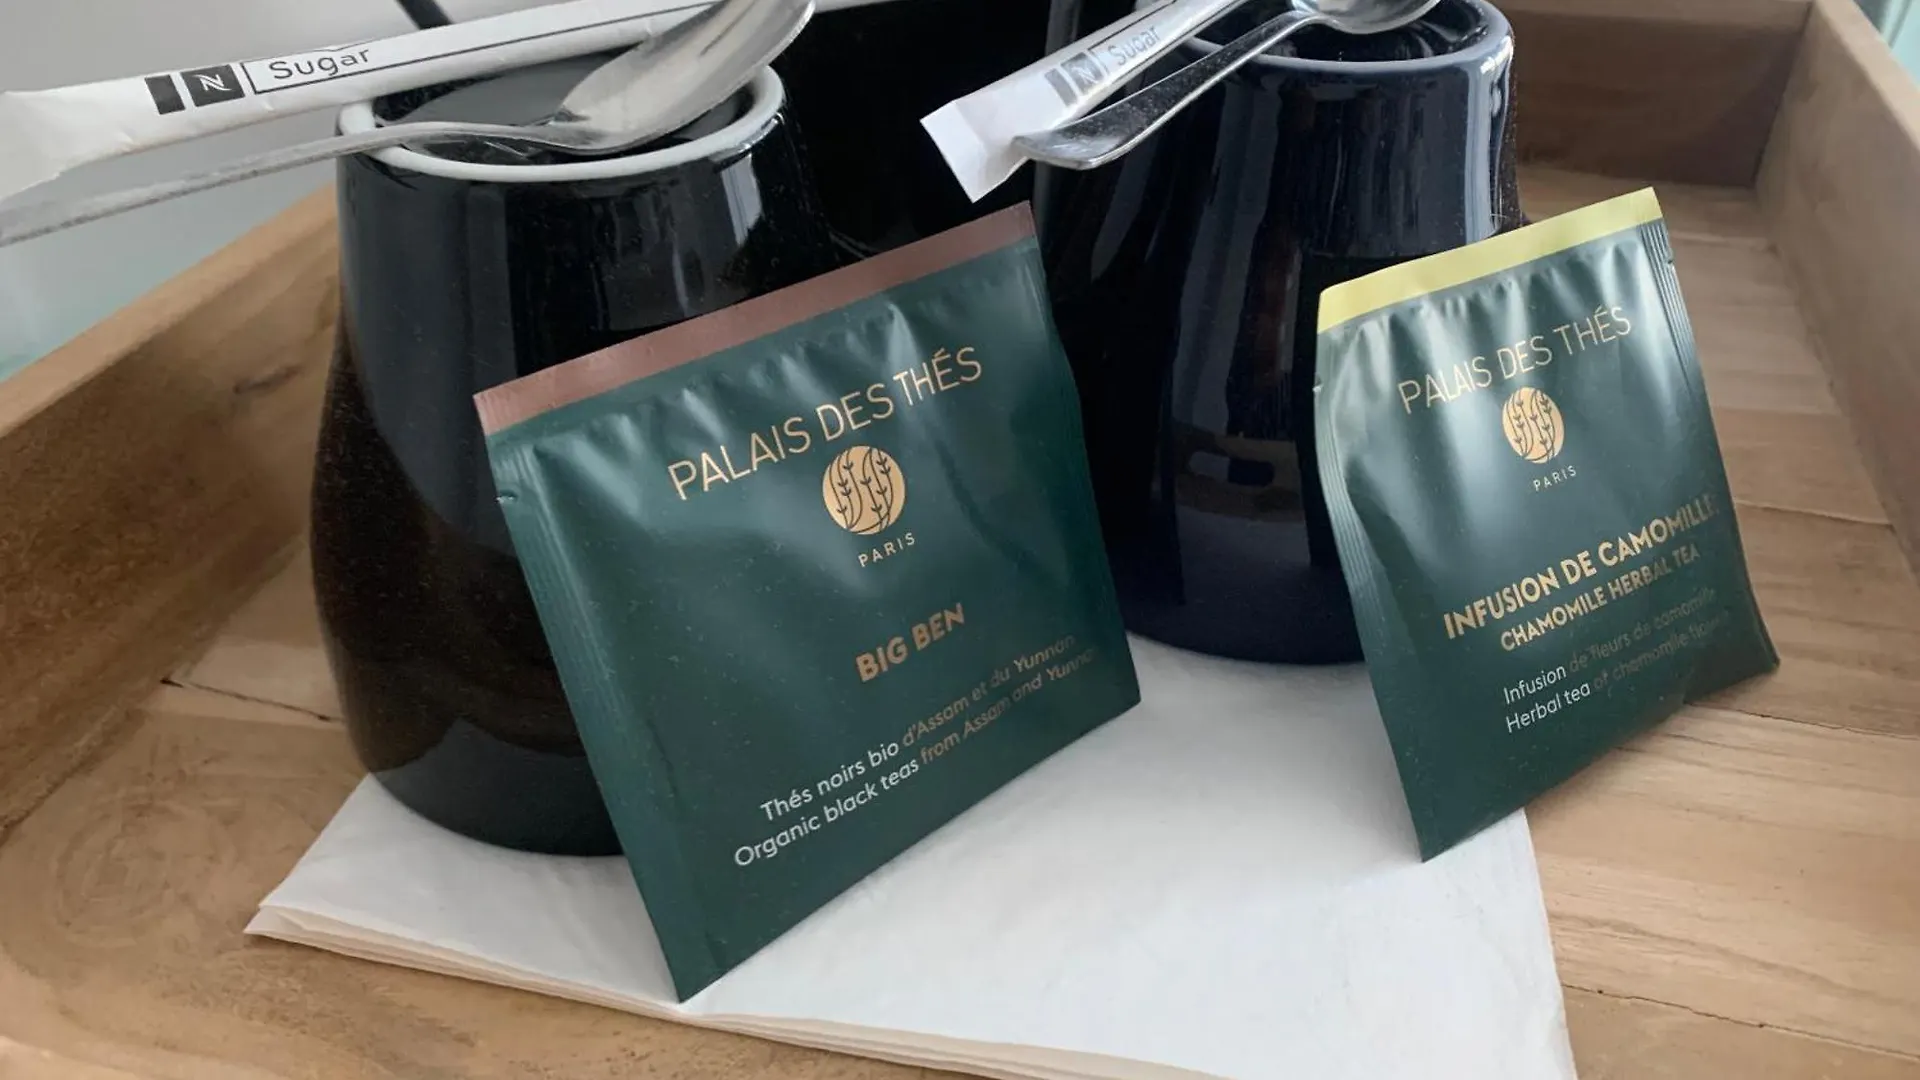 Sugar
Sugar
PALAIS DES THÉS
PARIS
BIG BEN
Thés noirs bio d'Assam et du Yunnan
Organic black teas from Assam and Yunnan
PALAIS DES THÉS
PARIS
INFUSION DE CAMOMILLE
CHAMOMILE HERBAL TEA
Infusion de fleurs de camomille
Herbal tea of chemomile